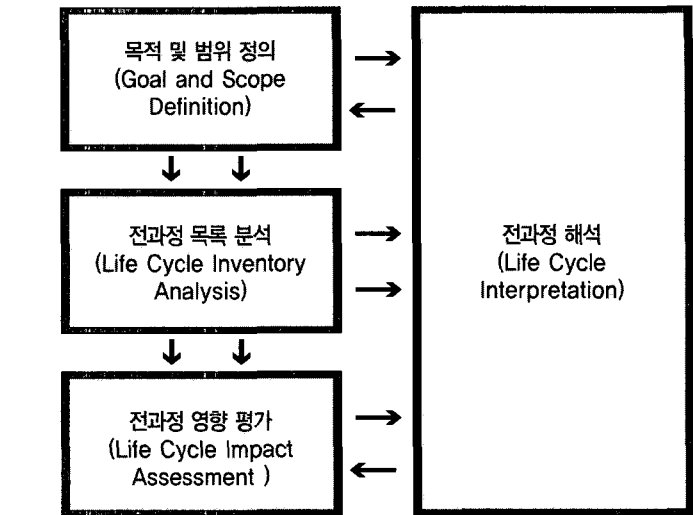 목적 및 범위 정의
(Goal and Scope
Definition)
전과정 목록 분석
(Life Cycle Inventory
Analysis)
전과정 영향 평가
(Life Cycle Impact
Assessment )
전과정 해석
(Life Cycle
Interpretation)